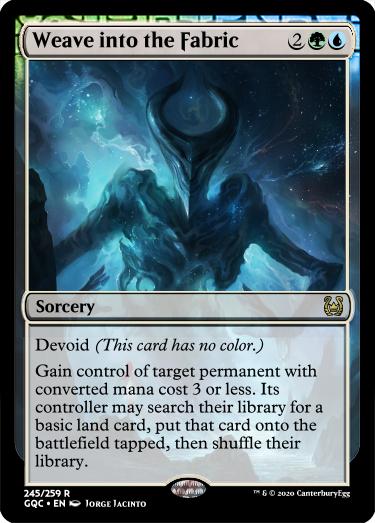 Weave into the Fabric 2
Sorcery
Devoid (This card has no color.)
Gain control of target permanent with
converted mana cost 3 or less. Its
controller may search their library for a
basic land card, put that card onto the
battlefield tapped, then shuffle their
library.
245/259 R
GQC • EN Jorge Jacinto
™ & © 2020 CanterburyEgg